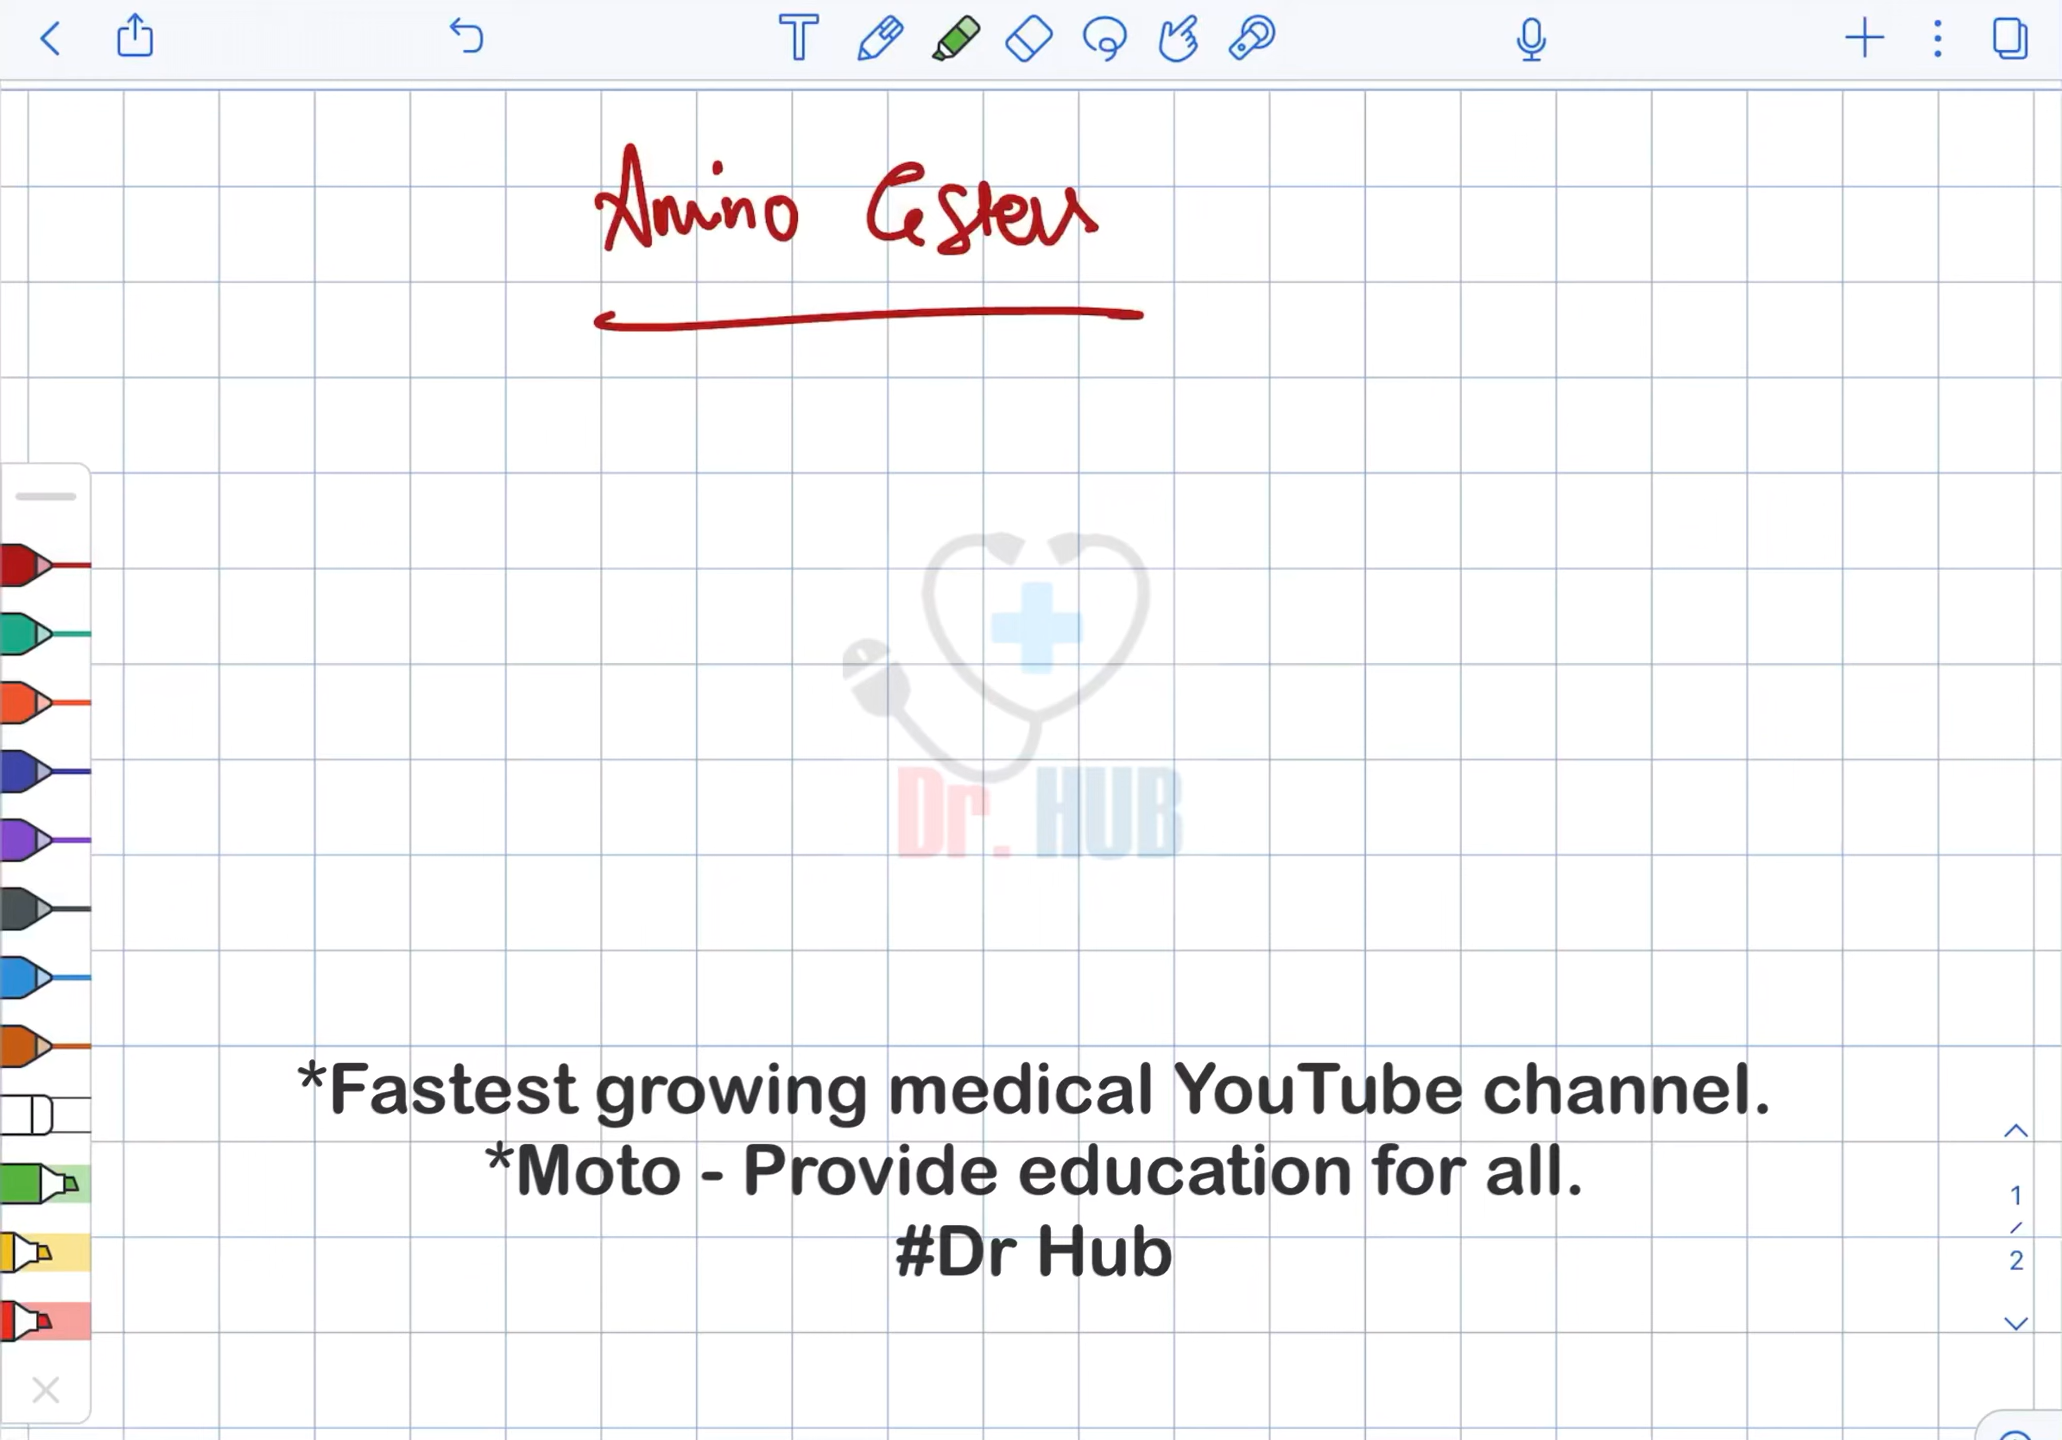 Amino Esters
Dr. HUB
*Fastest growing medical YouTube channel.
*Moto - Provide education for all.
#Dr Hub
1
/
2